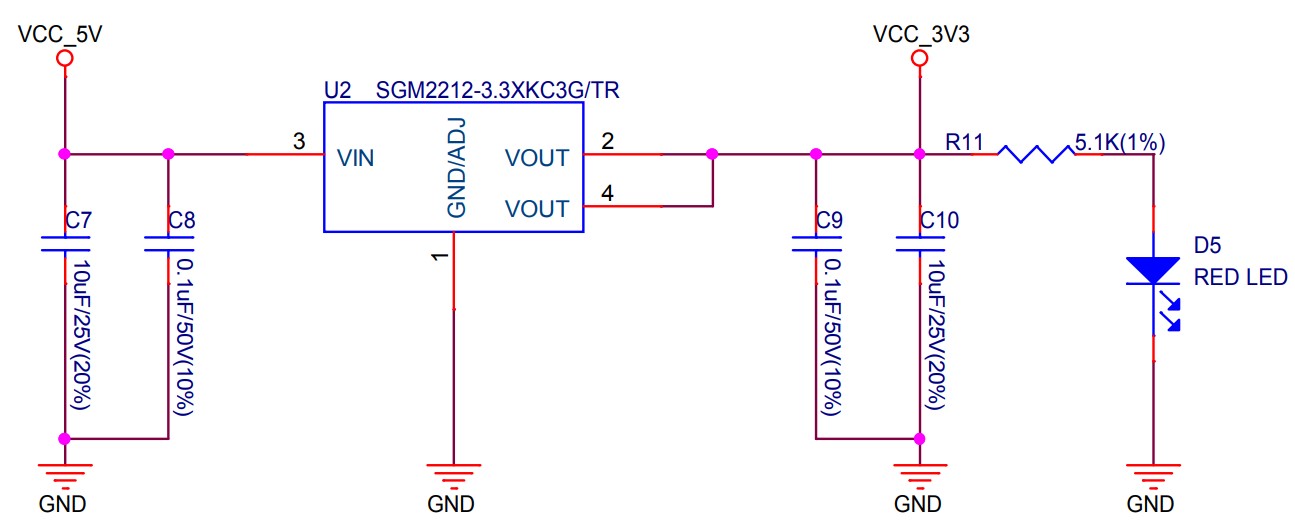 VCC_5V
VCC_3V3
U2 SGM2212-3.3XKC3G/TR
3
VIN
GND/ADJ
VOUT
2
VOUT
4
1
R11
5.1K(1%)
C7
10uF/25V(20%)
C8
0.1uF/50V(10%)
C9
0.1uF/50V(10%)
C10
10uF/25V(20%)
D5
RED LED
GND
GND
GND
GND